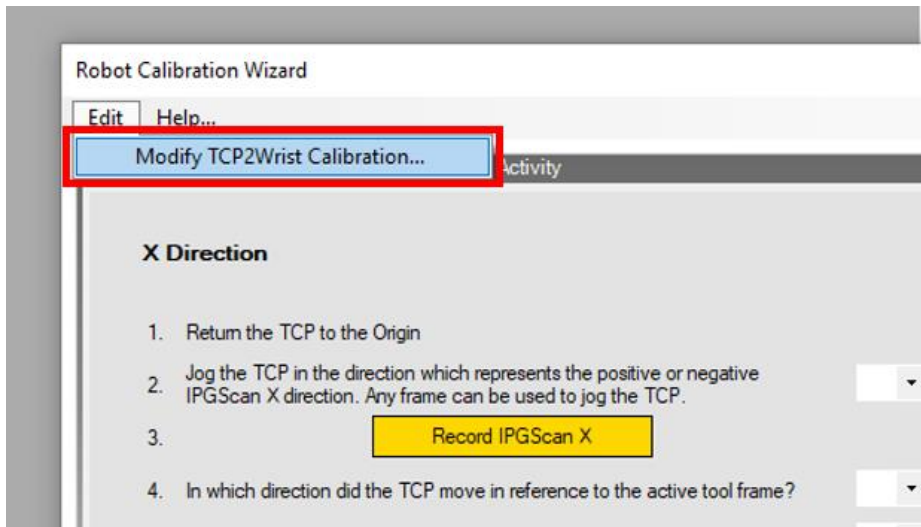 Robot Calibration Wizard
Edit Help...
Modify TCP2Wrist Calibration...
Activity
X Direction
1. Return the TCP to the Origin
2. Jog the TCP in the direction which represents the positive or negative
IPGScan X direction. Any frame can be used to jog the TCP.
3. Record IPGScan X
4. In which direction did the TCP move in reference to the active tool frame?